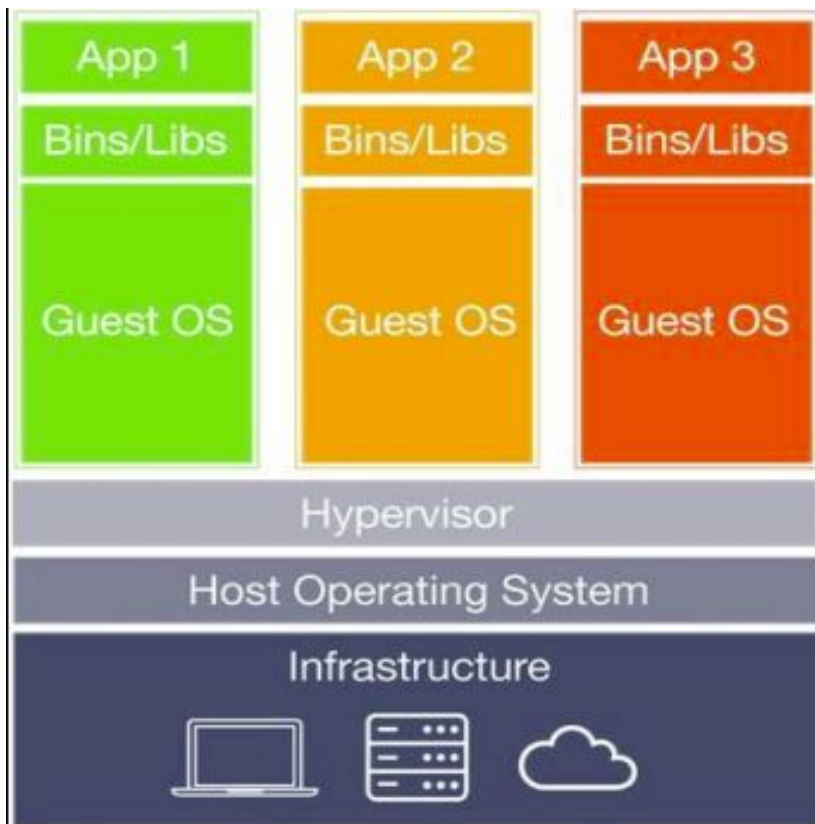 App 1
App 2
App 3
Bins/Libs
Bins/Libs
Bins/Libs
Guest OS
Guest OS
Guest OS
Hypervisor
Host Operating System
Infrastructure